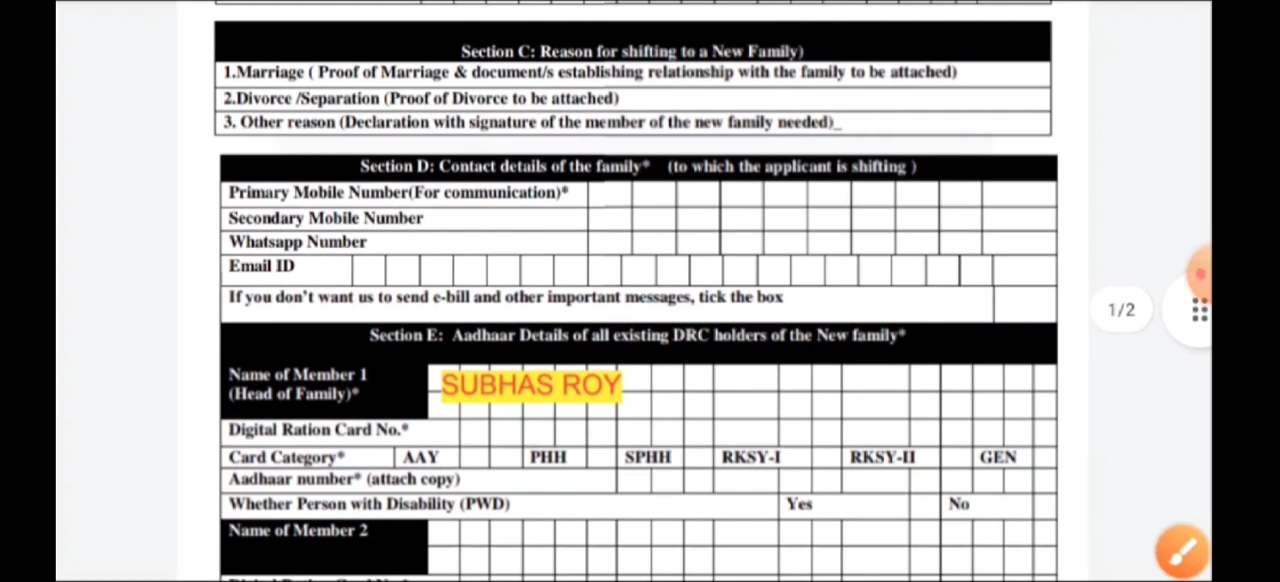 Section C: Reason for shifting to a New Family)
1.Marriage ( Proof of Marriage & document/s establishing relationship with the family to be attached)
2.Divorce /Separation (Proof of Divorce to be attached)
3. Other reason (Declaration with signature of the member of the new family needed)_
Section D: Contact details of the family* (to which the applicant is shifting )
Primary Mobile Number(For communication)*
Secondary Mobile Number
Whatsapp Number
Email ID
If you don't want us to send e-bill and other important messages, tick the box
1/2
Section E: Aadhaar Details of all existing DRC holders of the New family*
Name of Member 1
(Head of Family)*
SUBHAS ROY
Digital Ration Card No.*
Card Category* AAY PHH SPHH RKSY-I RKSY-II GEN
Aadhaar number* (attach copy)
Whether Person with Disability (PWD) Yes No
Name of Member 2